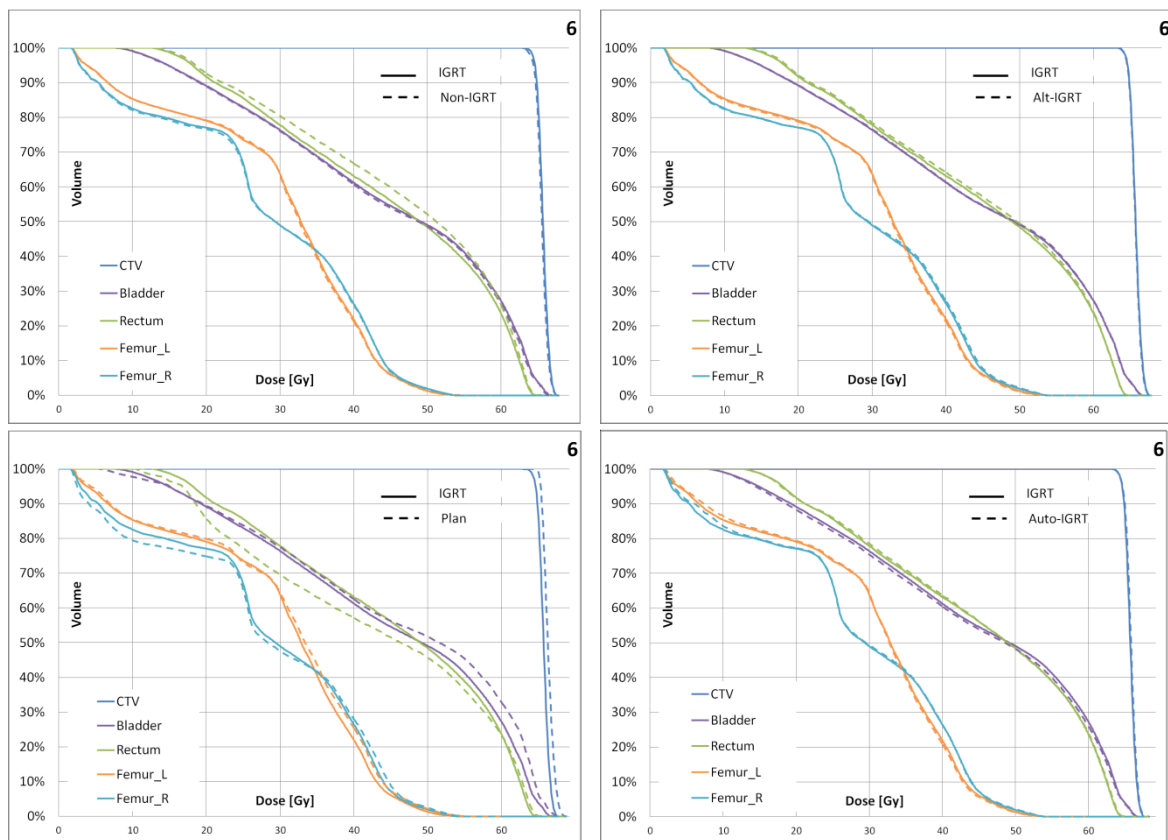 6
100%
90%
80%
70%
60%
50%
40%
30%
20%
10%
0%
Volume
IGRT
Non-IGRT
CTV
Bladder
Rectum
Femur_L
Femur_R
Dose [Gy]
0 10 20 30 40 50 60
6
100%
90%
80%
70%
60%
50%
40%
30%
20%
10%
0%
Volume
IGRT
Alt-IGRT
CTV
Bladder
Rectum
Femur_L
Femur_R
Dose [Gy]
0 10 20 30 40 50 60
6
100%
90%
80%
70%
60%
50%
40%
30%
20%
10%
0%
Volume
IGRT
Plan
CTV
Bladder
Rectum
Femur_L
Femur_R
Dose [Gy]
0 10 20 30 40 50 60
6
100%
90%
80%
70%
60%
50%
40%
30%
20%
10%
0%
Volume
IGRT
Auto-IGRT
CTV
Bladder
Rectum
Femur_L
Femur_R
Dose [Gy]
0 10 20 30 40 50 60